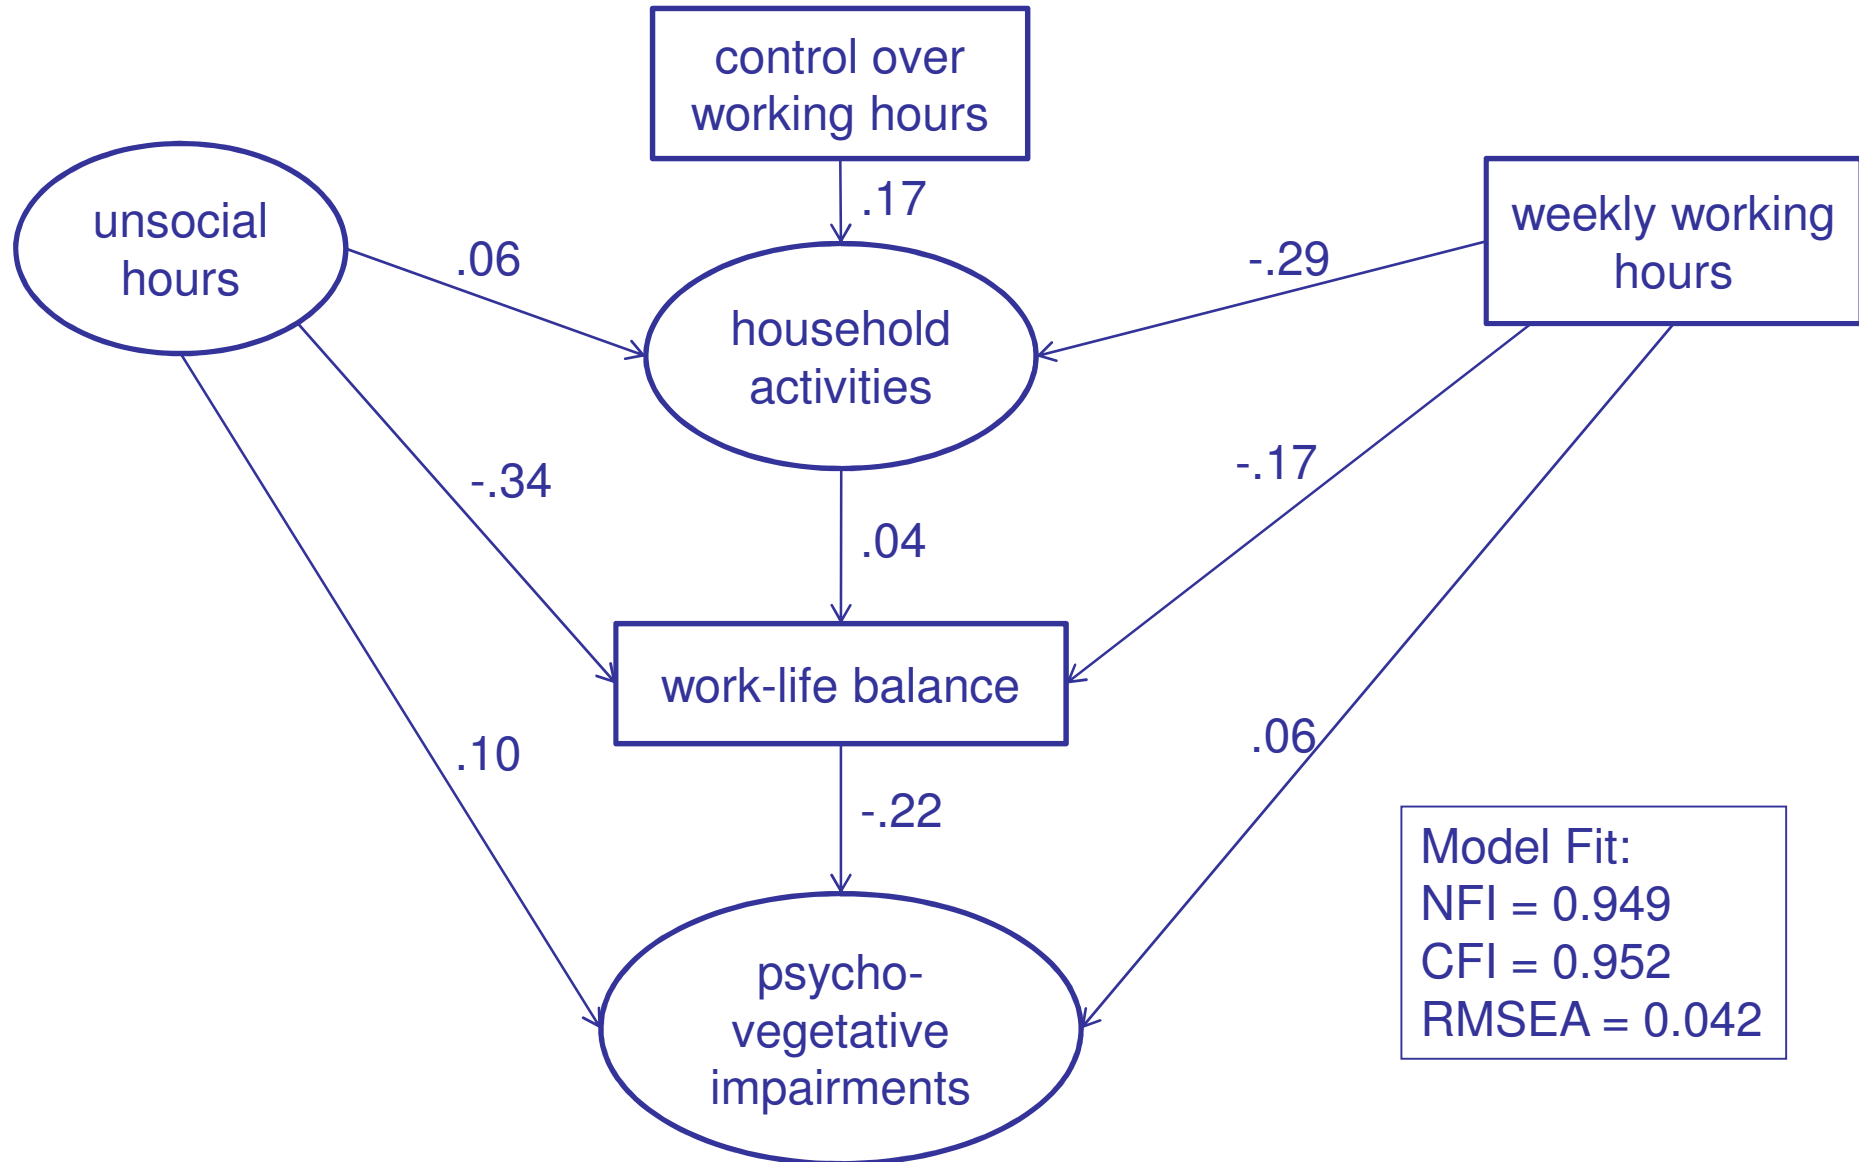 control over
working hours
.17
unsocial
hours
weekly working
hours
.06
-.29
household
activities
-.34
-.17
.04
work-life balance
.10
.06
-.22
psycho-
vegetative
impairments
Model Fit:
NFI = 0.949
CFI = 0.952
RMSEA = 0.042